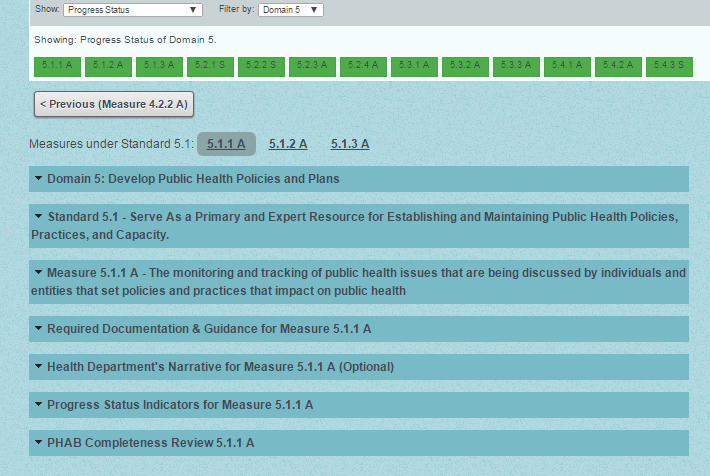 Show: Progress Status Filter by: Domain 5
Showing: Progress Status of Domain 5.
5.1.1 A 5.1.2 A 5.1.3 A 5.2.1 S 5.2.2 S 5.2.3 A 5.2.4 A 5.3.1 A 5.3.2 A 5.3.3 A 5.4.1 A 5.4.2 A 5.4.3 S
< Previous (Measure 4.2.2 A)
Measures under Standard 5.1: 5.1.1 A 5.1.2 A 5.1.3 A
Domain 5: Develop Public Health Policies and Plans
Standard 5.1 - Serve As a Primary and Expert Resource for Establishing and Maintaining Public Health Policies,
Practices, and Capacity.
Measure 5.1.1 A - The monitoring and tracking of public health issues that are being discussed by individuals and
entities that set policies and practices that impact on public health
Required Documentation & Guidance for Measure 5.1.1 A
Health Department's Narrative for Measure 5.1.1 A (Optional)
Progress Status Indicators for Measure 5.1.1 A
PHAB Completeness Review 5.1.1 A